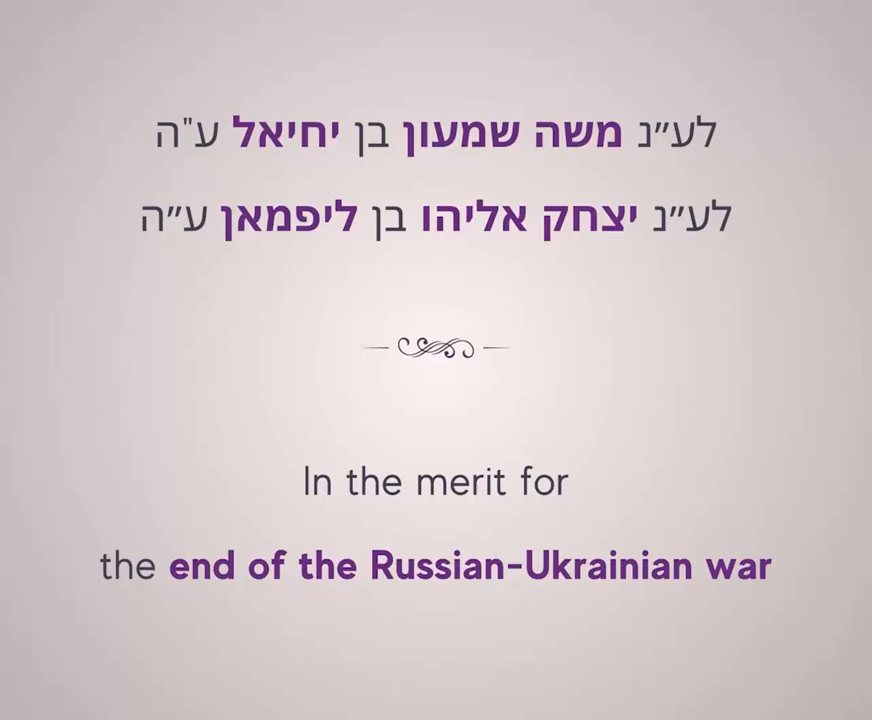 לע״נ משה שמעון בן יחיאל ע"ה
לע״נ יצחק אליהו בן ליפמאן ע״ה
In the merit for
the end of the Russian-Ukrainian war